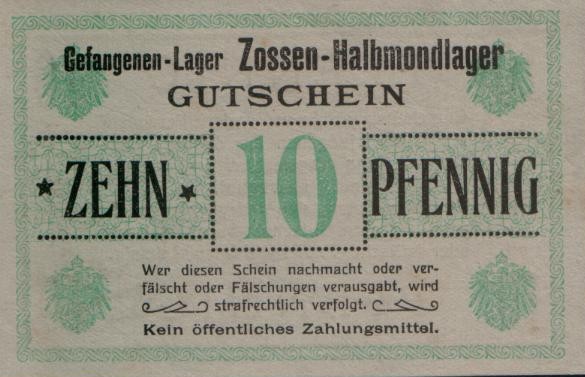 Gefangenen-Lager Zossen-Halbmondlager
GUTSCHEIN
ZEHN 10 PFENNIG
Wer diesen Schein nachmacht oder ver-
fälscht oder Fälschungen verausgabt, wird
strafrechtlich verfolgt.
Kein öffentliches Zahlungsmittel.